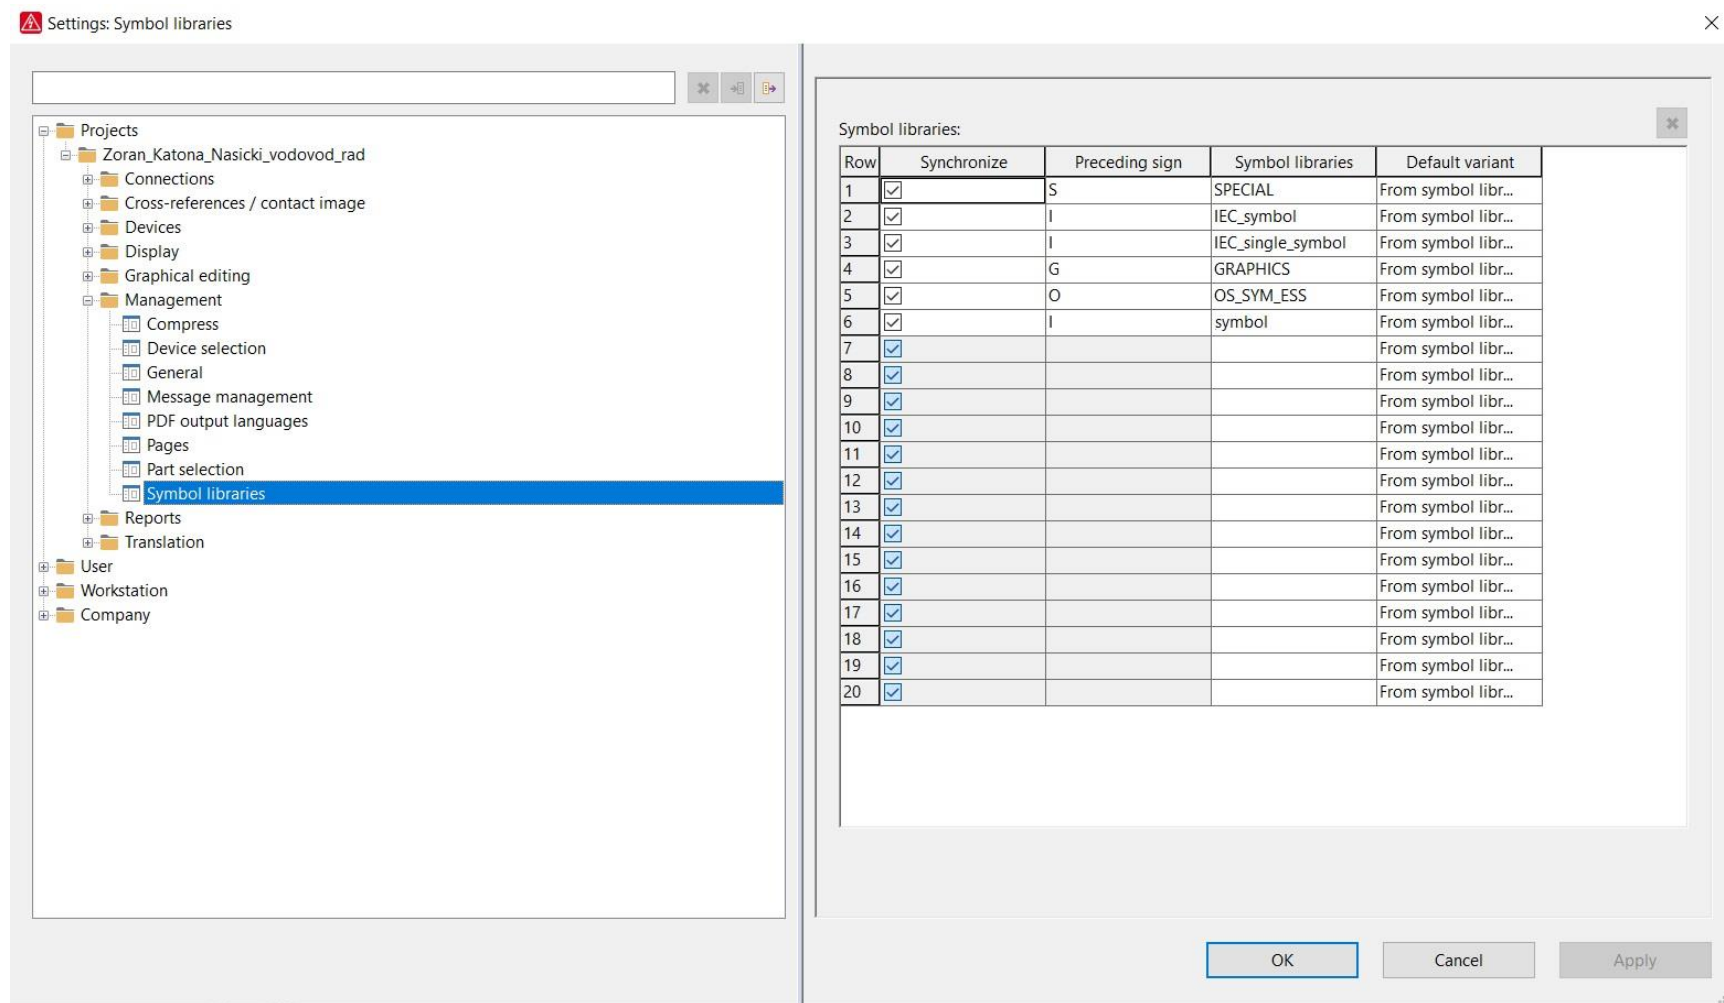 Settings: Symbol libraries
Projects
Zoran_Katona_Nasicki_vodovod_rad
Connections
Cross-references / contact image
Devices
Display
Graphical editing
Management
Compress
Device selection
General
Message management
PDF output languages
Pages
Part selection
Symbol libraries
Reports
Translation
User
Workstation
Company
Symbol libraries:
Row Synchronize Preceding sign Symbol libraries Default variant
1 S SPECIAL From symbol libr...
2 I IEC_symbol From symbol libr...
3 I IEC_single_symbol From symbol libr...
4 G GRAPHICS From symbol libr...
5 O OS_SYM_ESS From symbol libr...
6 I symbol From symbol libr...
7 From symbol libr...
8 From symbol libr...
9 From symbol libr...
10 From symbol libr...
11 From symbol libr...
12 From symbol libr...
13 From symbol libr...
14 From symbol libr...
15 From symbol libr...
16 From symbol libr...
17 From symbol libr...
18 From symbol libr...
19 From symbol libr...
20 From symbol libr...
OK Cancel Apply